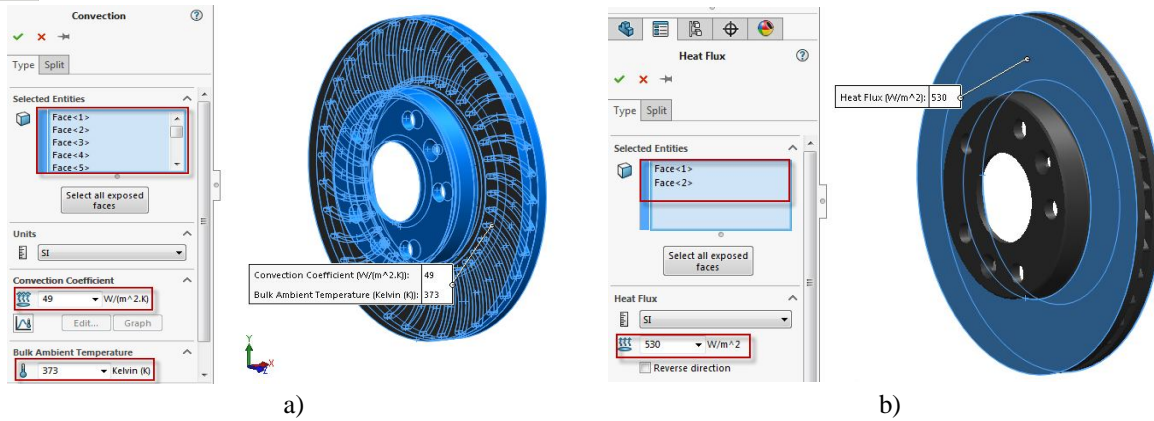 Convection
Type Split
Selected Entities
Face<1>
Face<2>
Face<3>
Face<4>
Face<5>
Select all exposed
faces
Units
SI
Convection Coefficient
49 W/(m^2.K)
Edit... Graph
Bulk Ambient Temperature
373 Kelvin (K)
Convection Coefficient (W/(m^2.K)): 49
Bulk Ambient Temperature (Kelvin (K)): 373
Y
X
Z
a)
Heat Flux
Type Split
Selected Entities
Face<1>
Face<2>
Select all exposed
faces
Heat Flux
SI
530 W/m^2
Reverse direction
Heat Flux (W/m^2): 530
b)